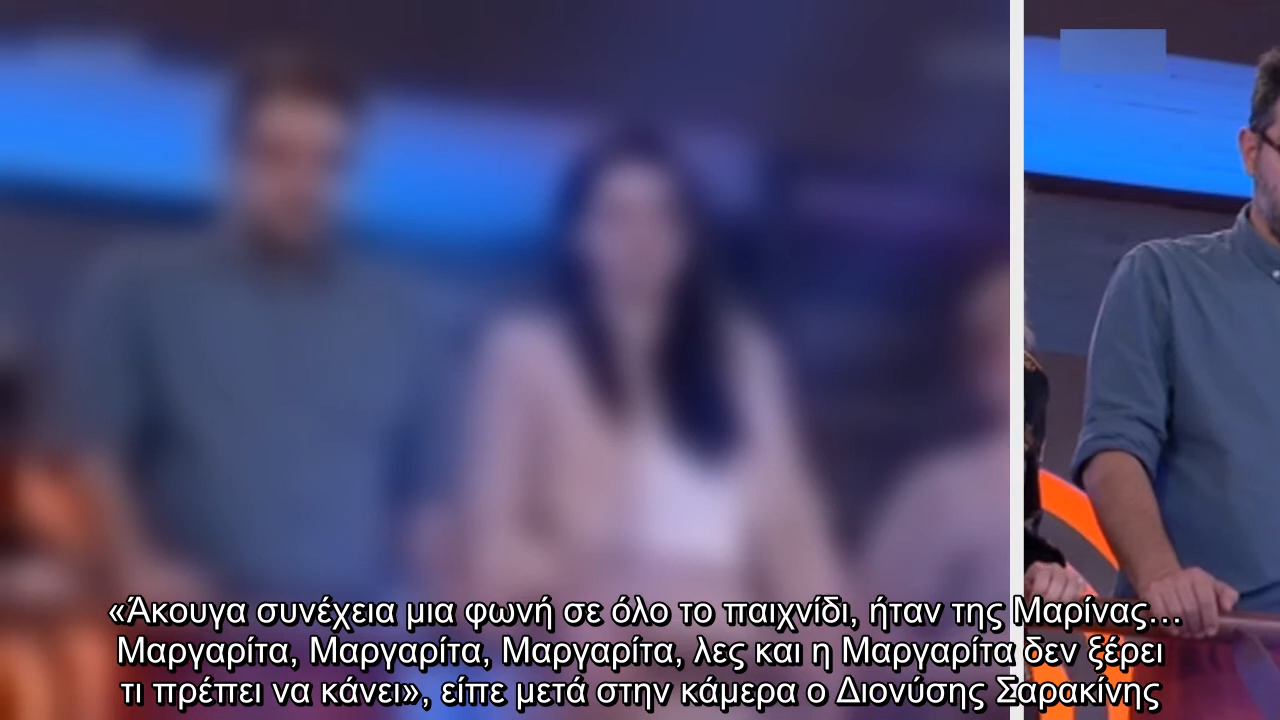 «Άκουγα συνέχεια μια φωνή σε όλο το παιχνίδι, ήταν της Μαρίνας…
Μαργαρίτα, Μαργαρίτα, Μαργαρίτα, λες και η Μαργαρίτα δεν ξέρει
τι πρέπει να κάνει», είπε μετά στην κάμερα ο Διονύσης Σαρακίνης